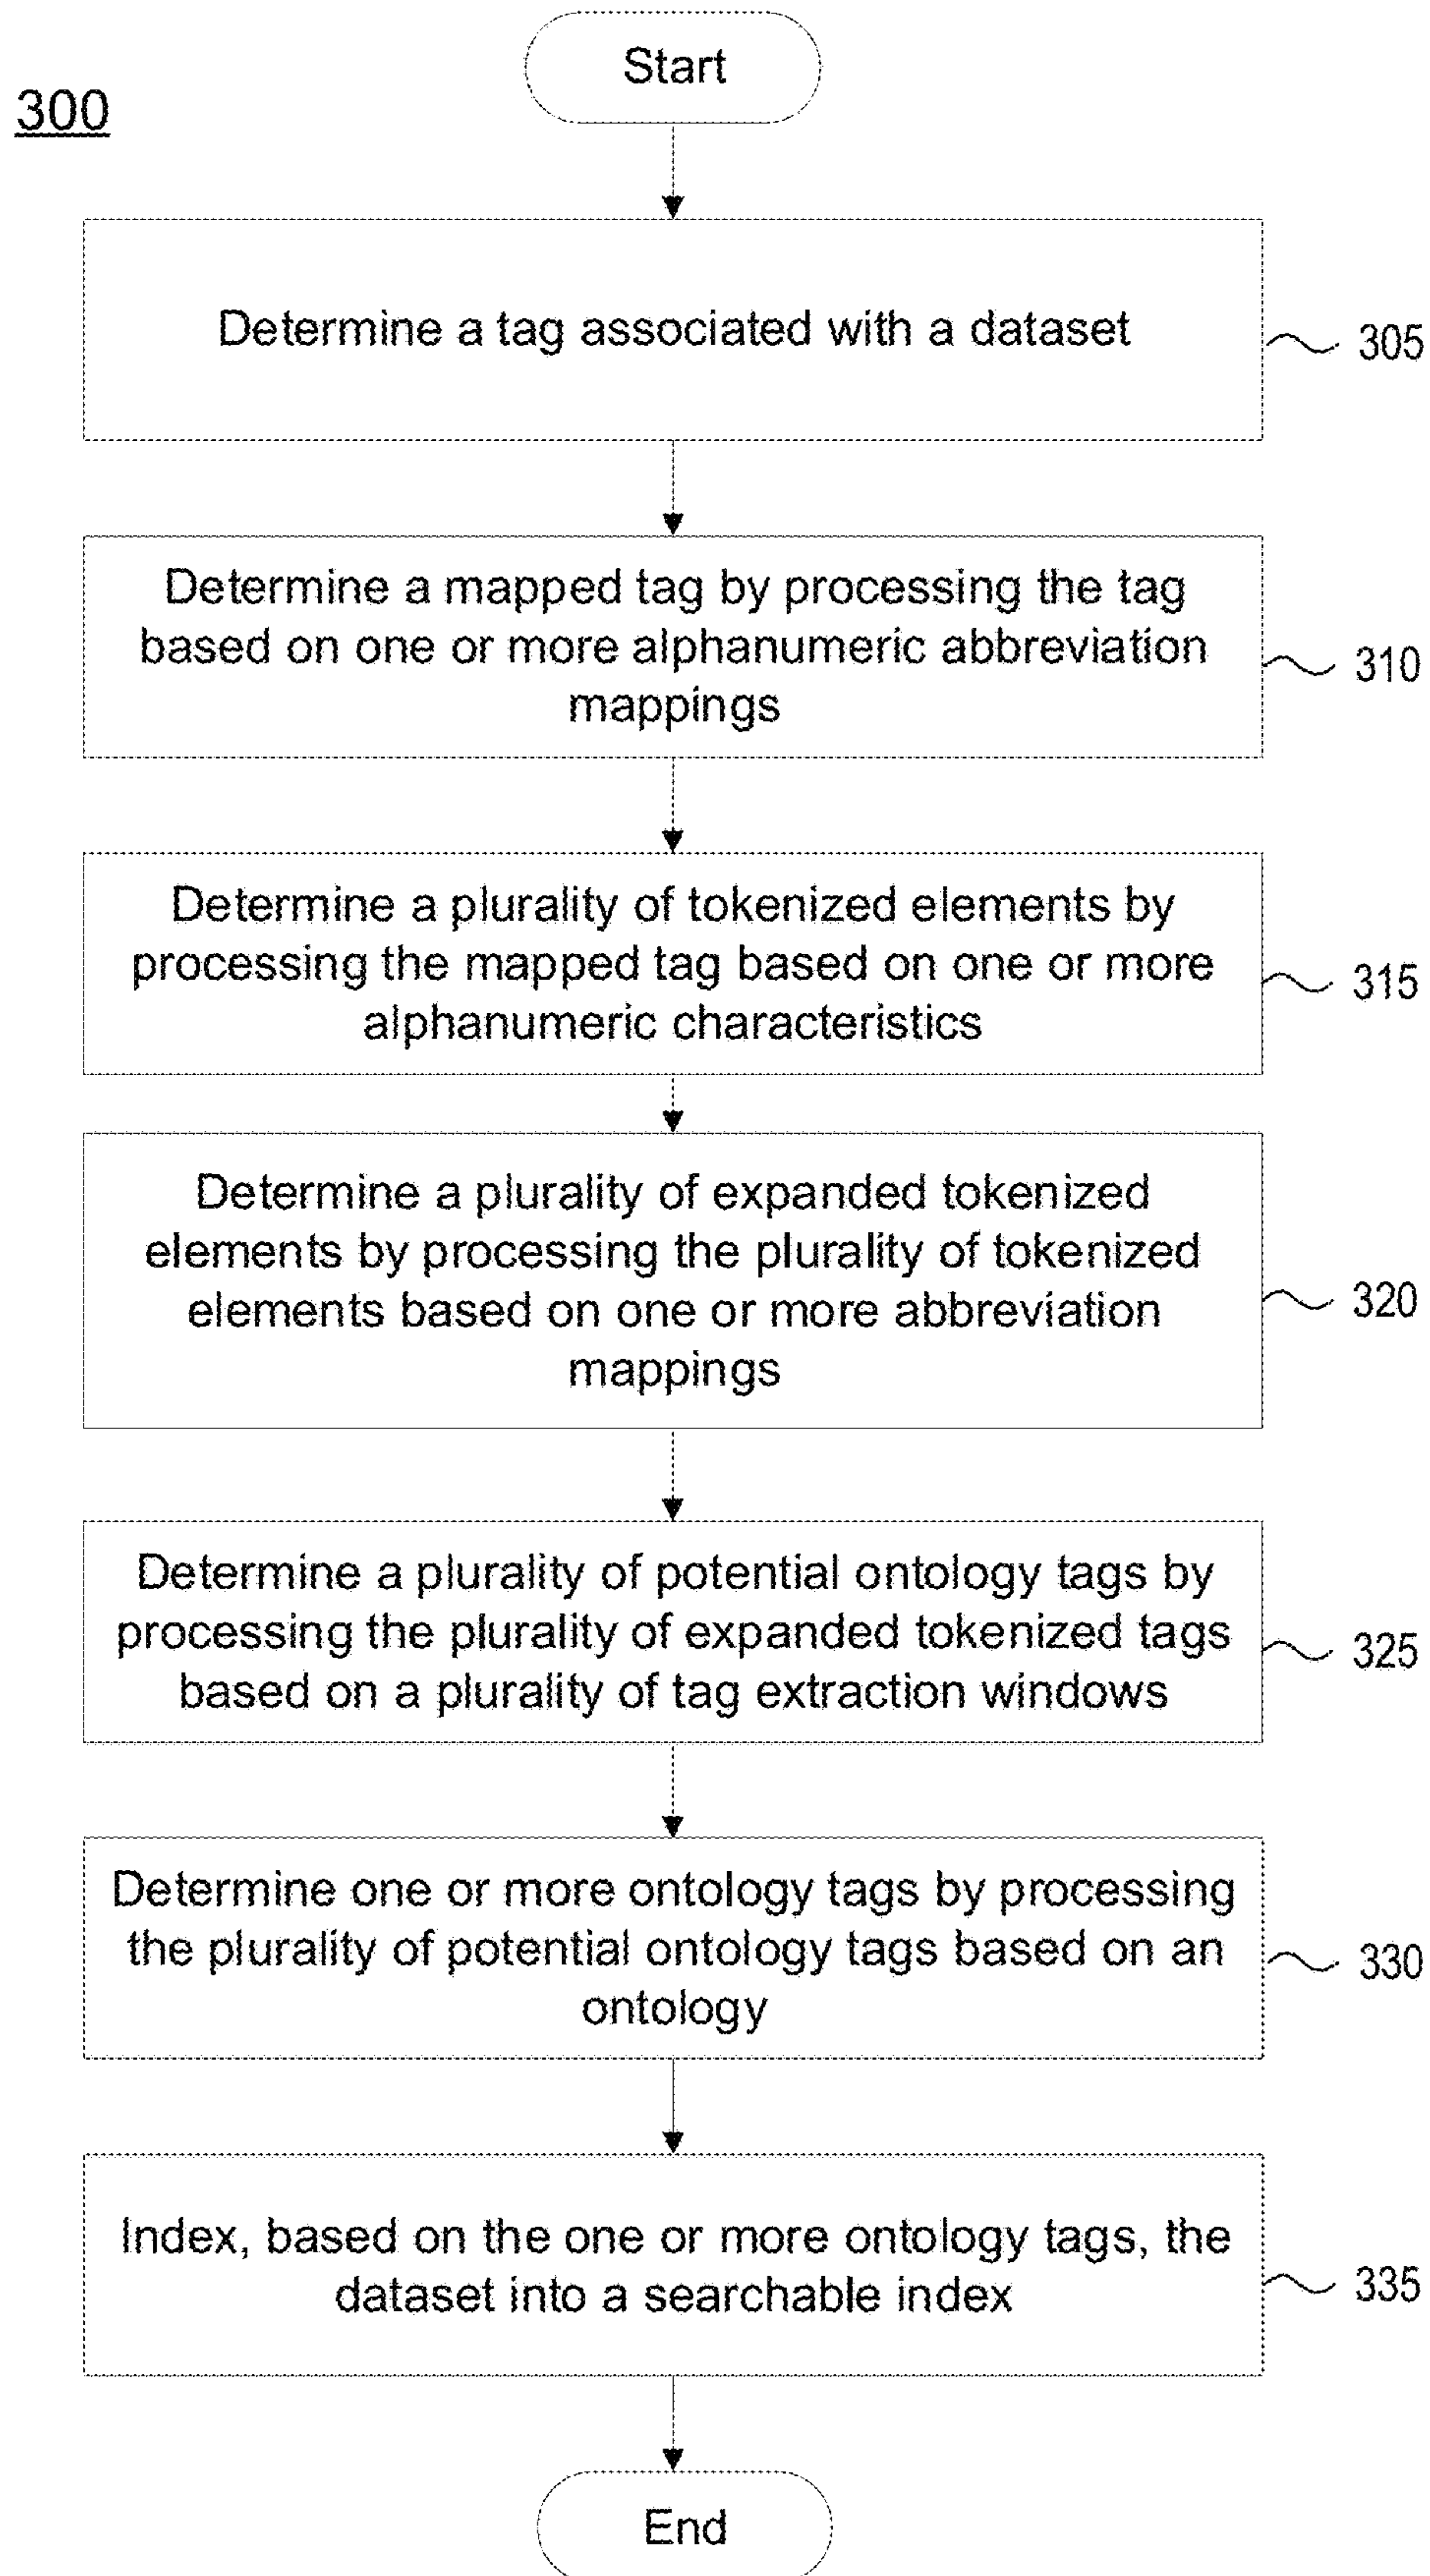 Start
300
Determine a tag associated with a dataset
305
Determine a mapped tag by processing the tag
based on one or more alphanumeric abbreviation
mappings
310
Determine a plurality of tokenized elements by
processing the mapped tag based on one or more
alphanumeric characteristics
315
Determine a plurality of expanded tokenized
elements by processing the plurality of tokenized
elements based on one or more abbreviation
mappings
320
Determine a plurality of potential ontology tags by
processing the plurality of expanded tokenized tags
based on a plurality of tag extraction windows
325
Determine one or more ontology tags by processing
the plurality of potential ontology tags based on an
ontology
330
Index, based on the one or more ontology tags, the
dataset into a searchable index
335
End